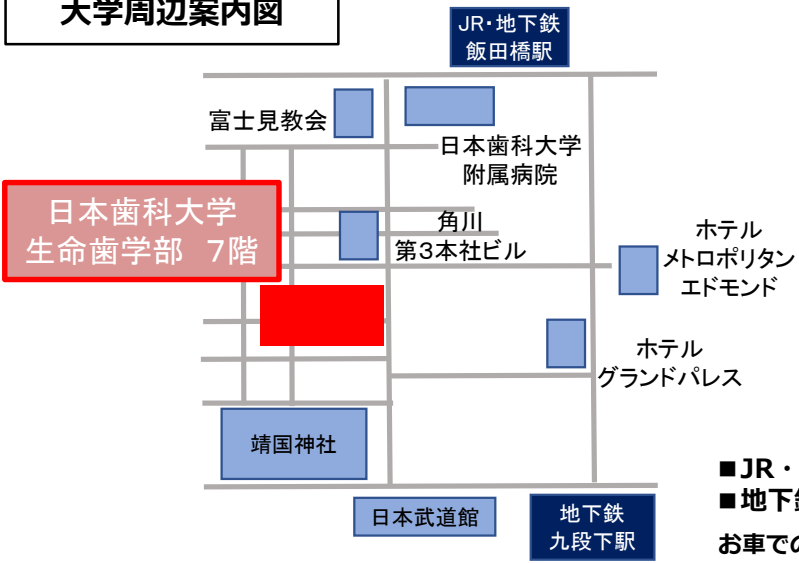 大学周辺案内図
JR・地下鉄
飯田橋駅
富士見教会
日本歯科大学
附属病院
日本歯科大学
生命歯学部 7階
角川
第3本社ビル
ホテル
メトロポリタン
エドモンド
ホテル
グランドパレス
靖国神社
■JR・
■地下鉄
日本武道館
地下鉄
九段下駅
お車での